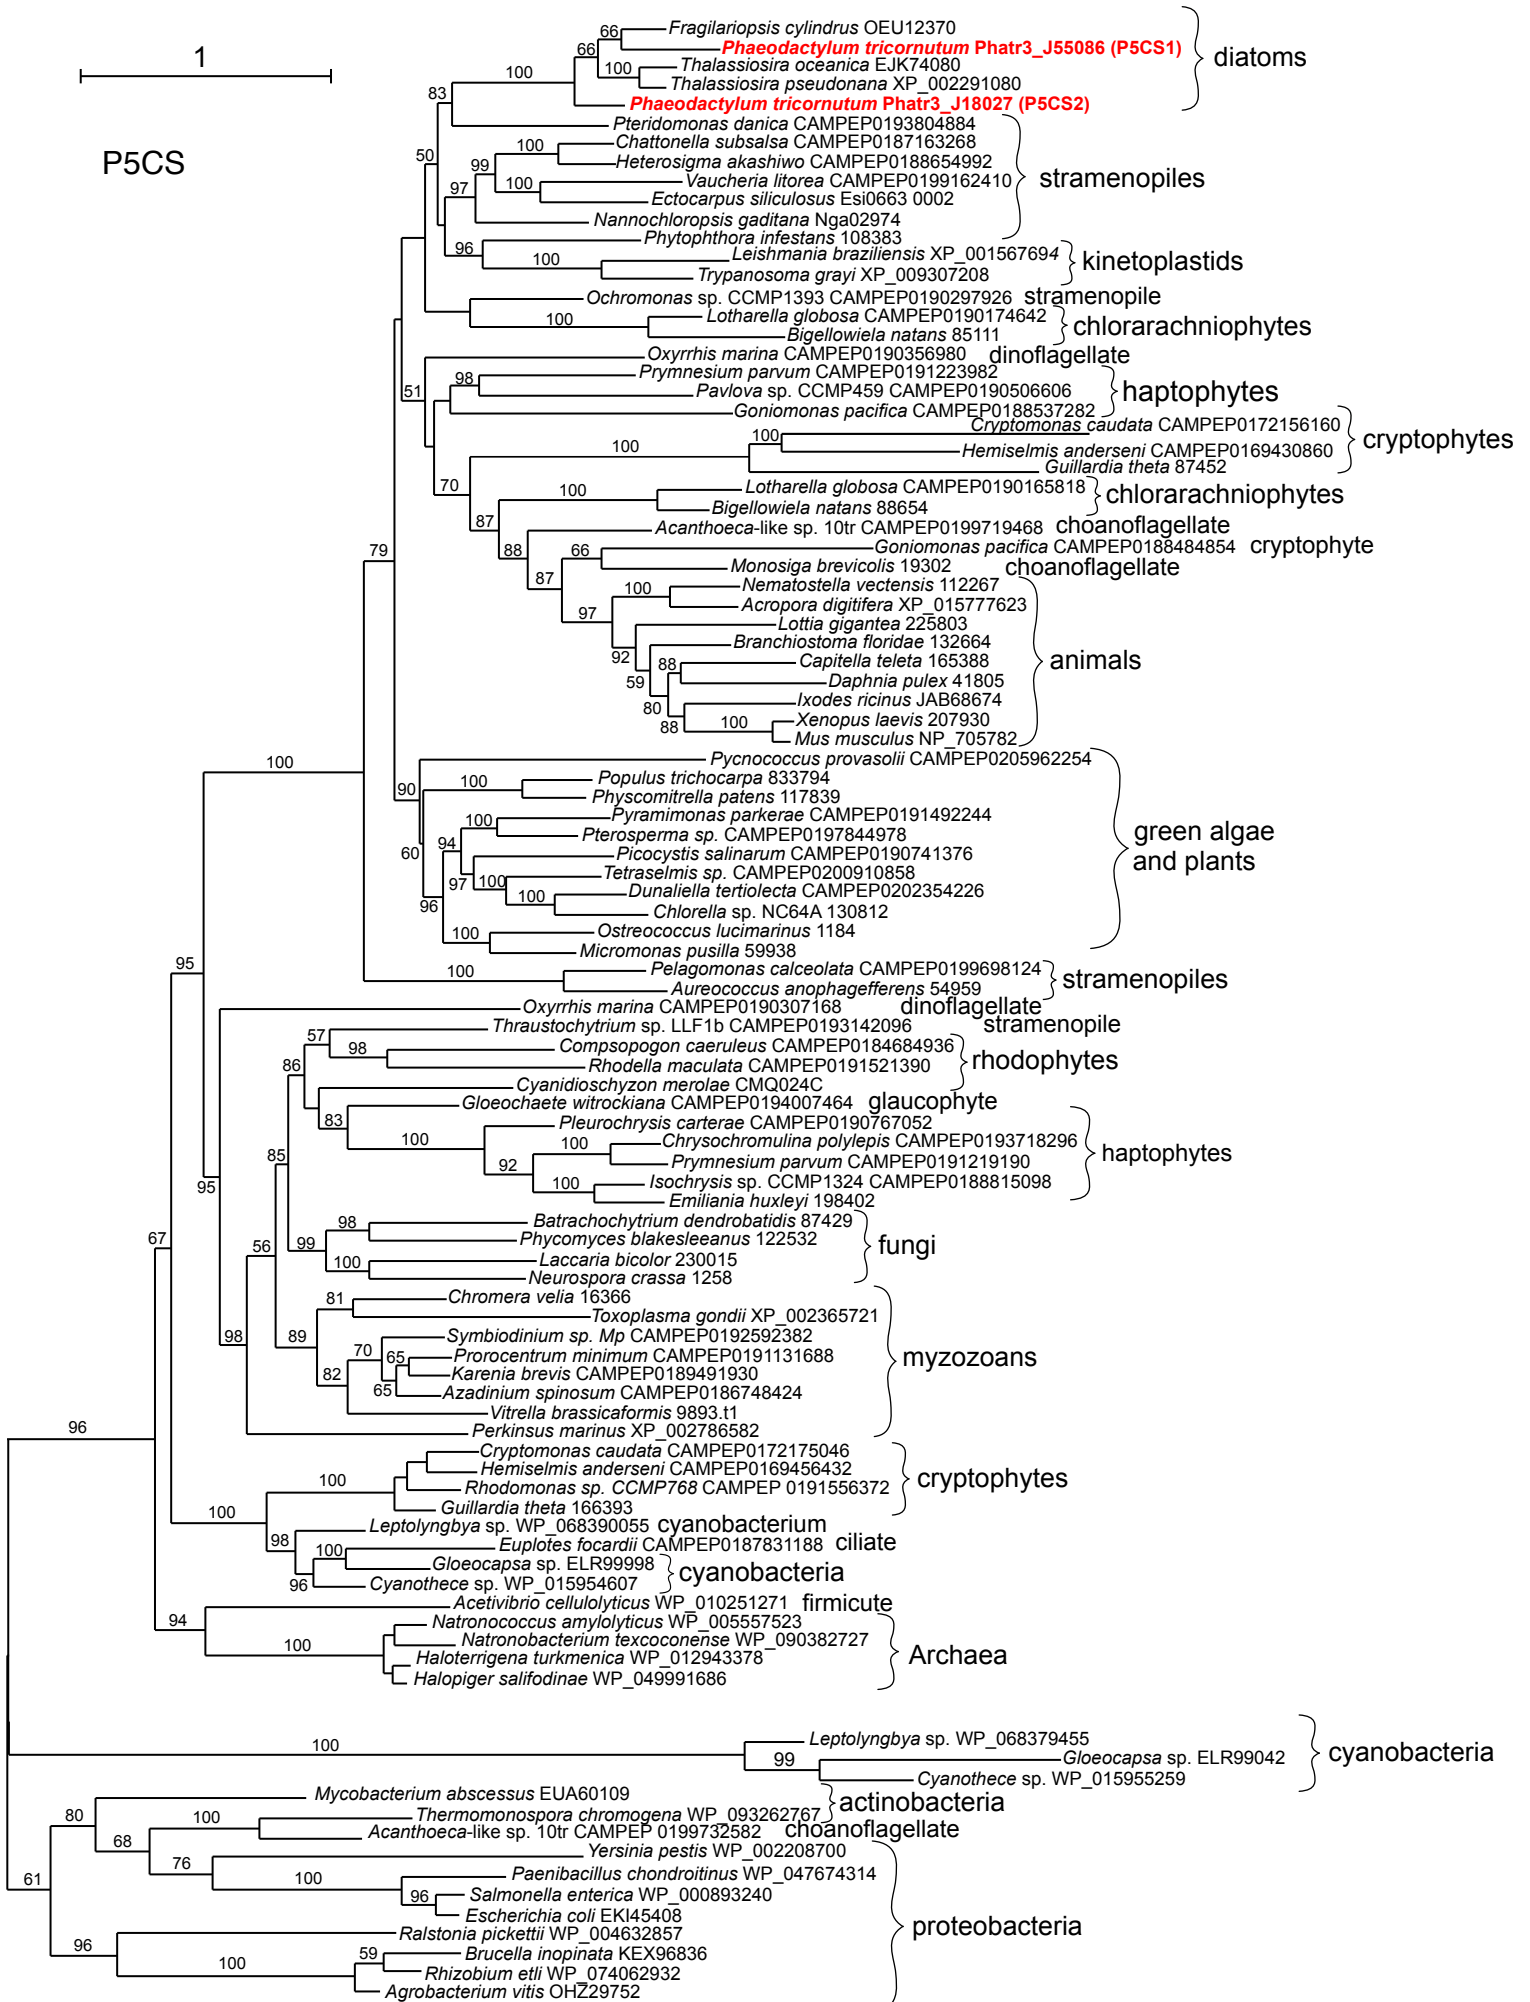 1
P5CS
Fragilariopsis cylindrus OEU12370
66
66
Phaeodactylum tricornutum Phatr3_J55086 (P5CS1)
diatoms
Thalassiosira oceanica EJK74080
100
100
Thalassiosira pseudonana XP_002291080
83
Phaeodactylum tricornutum Phatr3_J18027 (P5CS2)
Pteridomonas danica CAMPEP0193804884
Chattonella subsalsa CAMPEP0187163268
100
50
Heterosigma akashiwo CAMPEP0188654992
99
stramenopiles
Vaucheria litorea CAMPEP0199162410
97
100
Ectocarpus siliculosus Esi0663 0002
Nannochloropsis gaditana Nga02974
Phytophthora infestans 108383
96
Leishmania braziliensis XP_001567694
100
kinetoplastids
Trypanosoma grayi XP_009307208
Ochromonas sp. CCMP1393 CAMPEP0190297926 stramenopile
Lotharella globosa CAMPEP0190174642
100
chlorarachniophytes
Bigellowiela natans 85111
Oxyrrhis marina CAMPEP0190356980 dinoflagellate
Prymnesium parvum CAMPEP0191223982
98
51
haptophytes
Pavlova sp. CCMP459 CAMPEP0190506606
Goniomonas pacifica CAMPEP0188537282
Cryptomonas caudata CAMPEP0172156160
100
100
cryptophytes
Hemiselmis anderseni CAMPEP0169430860
Guillardia theta 87452
70
Lotharella globosa CAMPEP0190165818
100
chlorarachniophytes
Bigellowiela natans 88654
87
Acanthoeca-like sp. 10tr CAMPEP0199719468 choanoflagellate
79
88
66
Goniomonas pacifica CAMPEP0188484854 cryptophyte
Monosiga brevicolis 19302 choanoflagellate
87
Nematostella vectensis 112267
100
97
Acropora digitifera XP_015777623
Lottia gigantea 225803
Branchiostoma floridae 132664
92
Capitella teleta 165388
88
animals
59
Daphnia pulex 41805
Ixodes ricinus JAB68674
80
Xenopus laevis 207930
88
100
Mus musculus NP_705782
Pycnococcus provasolii CAMPEP0205962254
100
Populus trichocarpa 833794
90
100
Physcomitrella patens 117839
Pyramimonas parkerae CAMPEP0191492244
100
Pterosperma sp. CAMPEP0197844978
green algae
and plants
94
60
Picocystis salinarum CAMPEP0190741376
Tetraselmis sp. CAMPEP0200910858
97
100
Dunaliella tertiolecta CAMPEP0202354226
100
96
Chlorella sp. NC64A 130812
Ostreococcus lucimarinus 1184
100
Micromonas pusilla 59938
95
100
Pelagomonas calceolata CAMPEP0199698124
stramenopiles
Aureococcus anophagefferens 54959
Oxyrrhis marina CAMPEP0190307168 dinoflagellate
Thraustochytrium sp. LLF1b CAMPEP0193142096 stramenopile
57
Compsopogon caeruleus CAMPEP0184684936
98
86
rhodophytes
Rhodella maculata CAMPEP0191521390
Cyanidioschyzon merolae CMQ024C
Gloeochaete witrockiana CAMPEP0194007464 glaucophyte
83
Pleurochrysis carterae CAMPEP0190767052
100
Chrysochromulina polylepis CAMPEP0193718296
100
85
haptophytes
92
Prymnesium parvum CAMPEP0191219190
95
100
Isochrysis sp. CCMP1324 CAMPEP0188815098
Emiliania huxleyi 198402
98
Batrachochytrium dendrobatidis 87429
67
56
99
Phycomyces blakesleeanus 122532
fungi
100
Laccaria bicolor 230015
Neurospora crassa 1258
81
Chromera velia 16366
Toxoplasma gondii XP_002365721
98
89
Symbiodinium sp. Mp CAMPEP0192592382
70
65
Prorocentrum minimum CAMPEP0191131688
myzozoans
82
Karenia brevis CAMPEP0189491930
65
Azadinium spinosum CAMPEP0186748424
Vitrella brassicaformis 9893.t1
96
Perkinsus marinus XP_002786582
Cryptomonas caudata CAMPEP0172175046
Hemiselmis anderseni CAMPEP0169456432
100
cryptophytes
Rhodomonas sp. CCMP768 CAMPEP 0191556372
100
Guillardia theta 166393
Leptolyngbya sp. WP_068390055 cyanobacterium
98
Euplotes focardii CAMPEP0187831188 ciliate
100
Gloeocapsa sp. ELR99998
cyanobacteria
96
Cyanothece sp. WP_015954607
Acetivibrio cellulolyticus WP_010251271 firmicute
94
Natronococcus amylolyticus WP_005557523
100
Natronobacterium texcoconense WP_090382727
Archaea
Haloterrigena turkmenica WP_012943378
Halopiger salifodinae WP_049991686
100
Leptolyngbya sp. WP_068379455
99
Gloeocapsa sp. ELR99042
cyanobacteria
Cyanothece sp. WP_015955259
Mycobacterium abscessus EUA60109
actinobacteria
80
100
Thermomonospora chromogena WP_093262767
Acanthoeca-like sp. 10tr CAMPEP 0199732582 choanoflagellate
68
Yersinia pestis WP_002208700
76
61
100
Paenibacillus chondroitinus WP_047674314
96
Salmonella enterica WP_000893240
Escherichia coli EKI45408
proteobacteria
Ralstonia pickettii WP_004632857
96
59
Brucella inopinata KEX96836
100
Rhizobium etli WP_074062932
Agrobacterium vitis OHZ29752